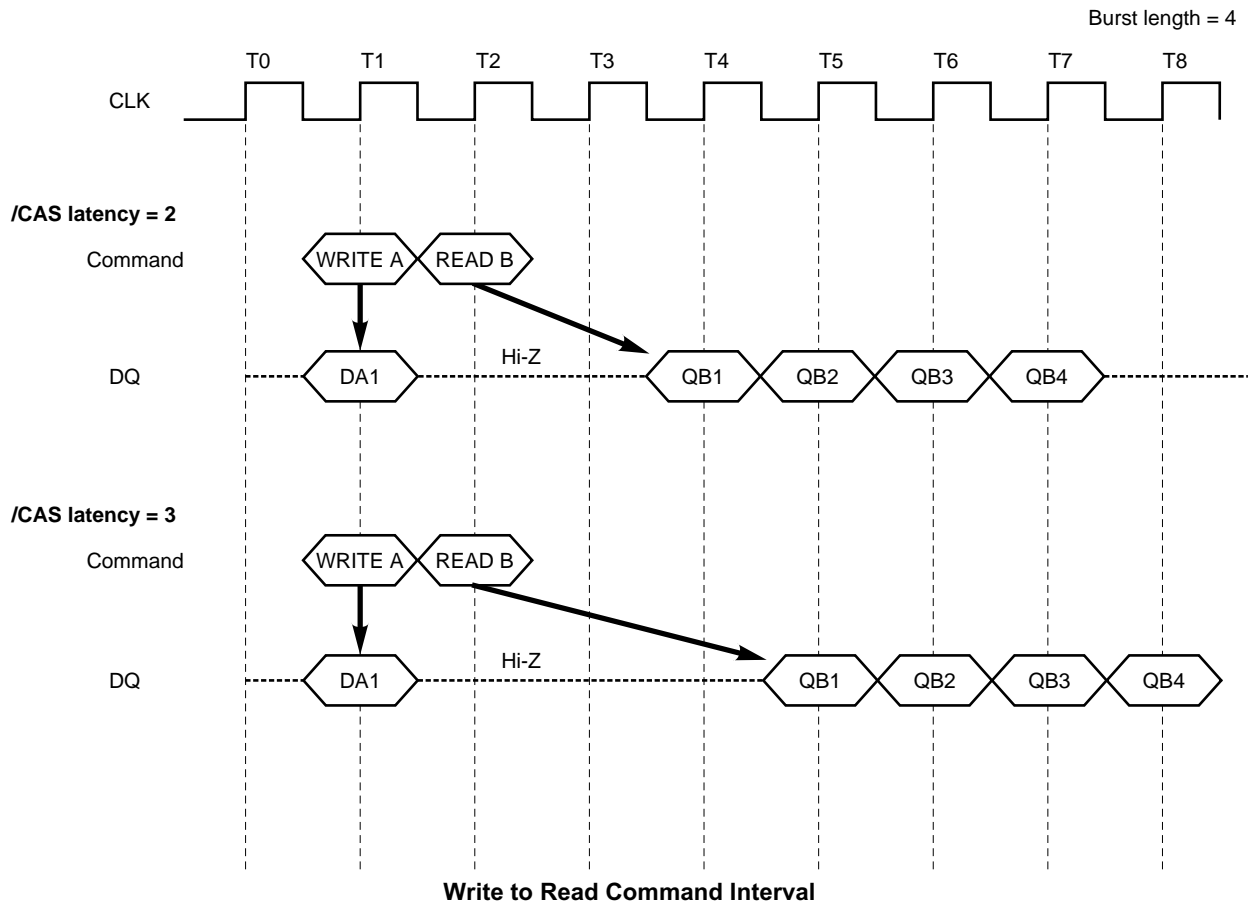 Burst length = 4
T0 T1 T2 T3 T4 T5 T6 T7 T8
CLK
/CAS latency = 2
Command WRITE A READ B
Hi-Z
DQ DA1 QB1 QB2 QB3 QB4
/CAS latency = 3
Command WRITE A READ B
Hi-Z
DQ DA1 QB1 QB2 QB3 QB4
Write to Read Command Interval